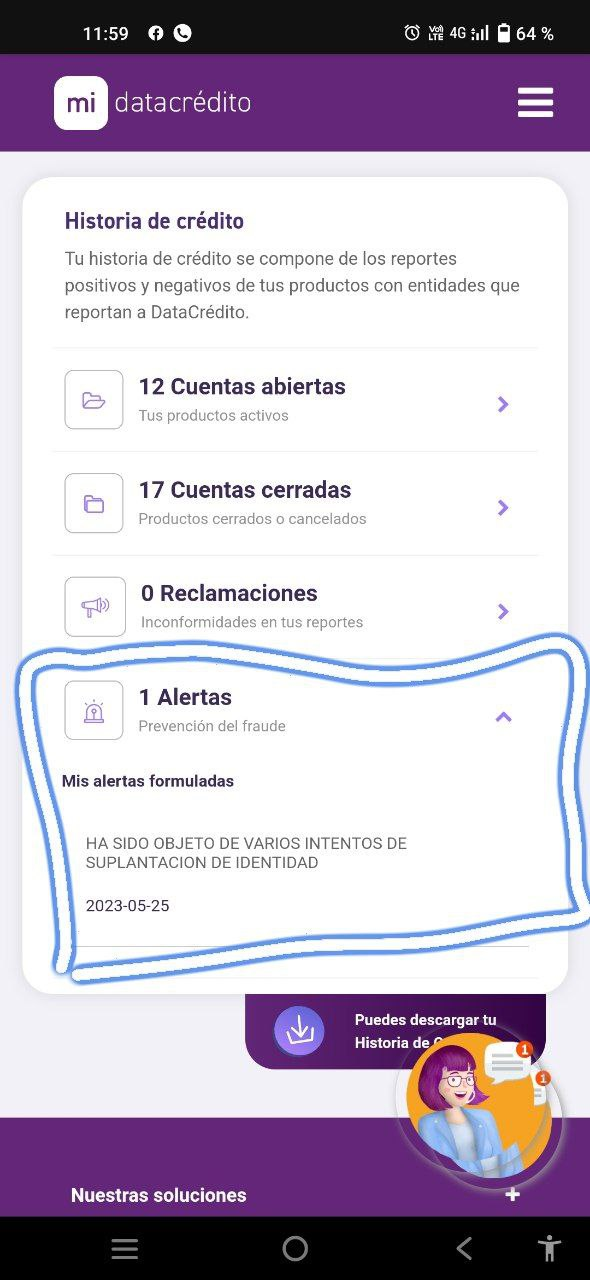 11:59
VoI) LTE 4G 64 %
mi datacrédito
Historia de crédito
Tu historia de crédito se compone de los reportes
positivos y negativos de tus productos con entidades que
reportan a DataCrédito.
12 Cuentas abiertas
Tus productos activos
17 Cuentas cerradas
Productos cerrados o cancelados
0 Reclamaciones
Inconformidades en tus reportes
1 Alertas
Prevención del fraude
Mis alertas formuladas
HA SIDO OBJETO DE VARIOS INTENTOS DE
SUPLANTACION DE IDENTIDAD
2023-05-25
Puedes descargar tu
Historia de
1
1
Nuestras soluciones +